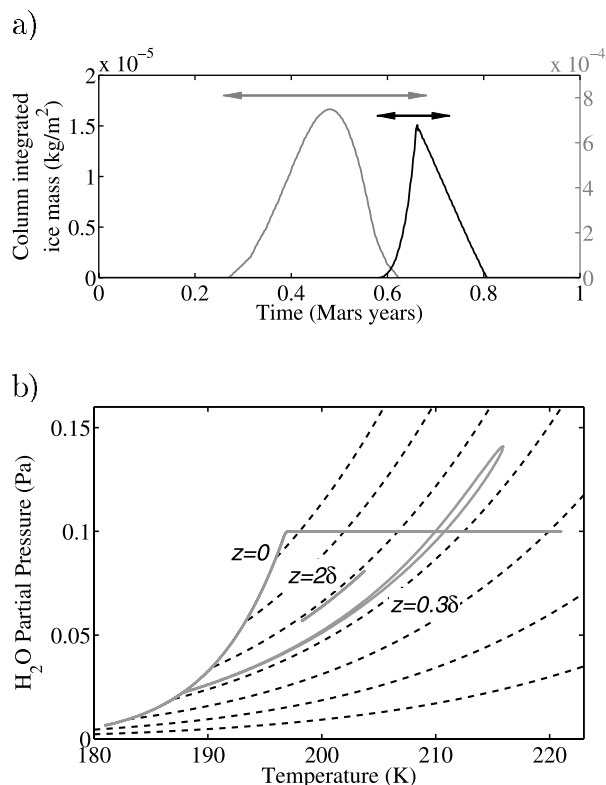 a)
x 10⁻⁵
x 10⁻⁴
2
1.5
1
0.5
0
8
6
4
2
0
Column integrated
ice mass (kg/m²)
0
0.2
0.4
0.6
0.8
1
Time (Mars years)
b)
0.15
0.1
0.05
0
H₂O Partial Pressure (Pa)
z=0
z=2δ
z=0.3δ
180
190
200
210
220
Temperature (K)